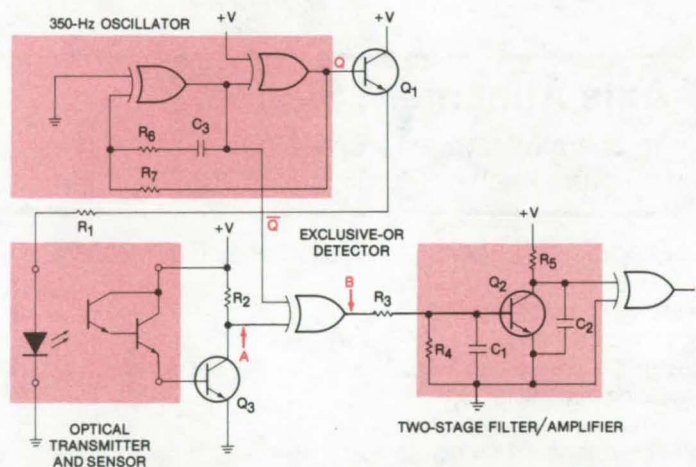 350-Hz OSCILLATOR
+V
+V
Q
Q₁
R₆
C₃
R₇
R₁
Q̅
EXCLUSIVE-OR
DETECTOR
+V
+V
R₂
B
R₃
R₅
Q₂
C₂
A
R₄
C₁
Q₃
OPTICAL
TRANSMITTER
AND SENSOR
TWO-STAGE FILTER/AMPLIFIER